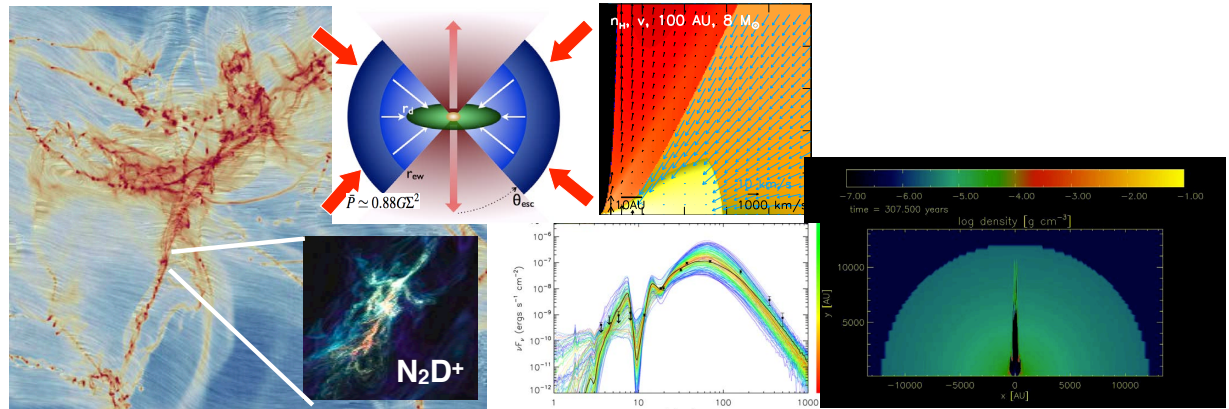 r_d
r_ew
θ_esc
P̄ ≃ 0.88GΣ²
n_H, v, 100 AU, 8 M_⊙
10AU
1000 km/s
N₂D⁺
νF_ν (ergs s⁻¹ cm⁻²)
10⁻⁶
10⁻⁷
10⁻⁸
10⁻⁹
10⁻¹⁰
10⁻¹¹
10⁻¹²
1
10
100
1000
-7.00
-6.00
-5.00
-4.00
-3.00
-2.00
-1.00
time = 307.500 years
log density [g cm⁻³]
y [AU]
10000
5000
-10000
-5000
0
5000
10000
x [AU]